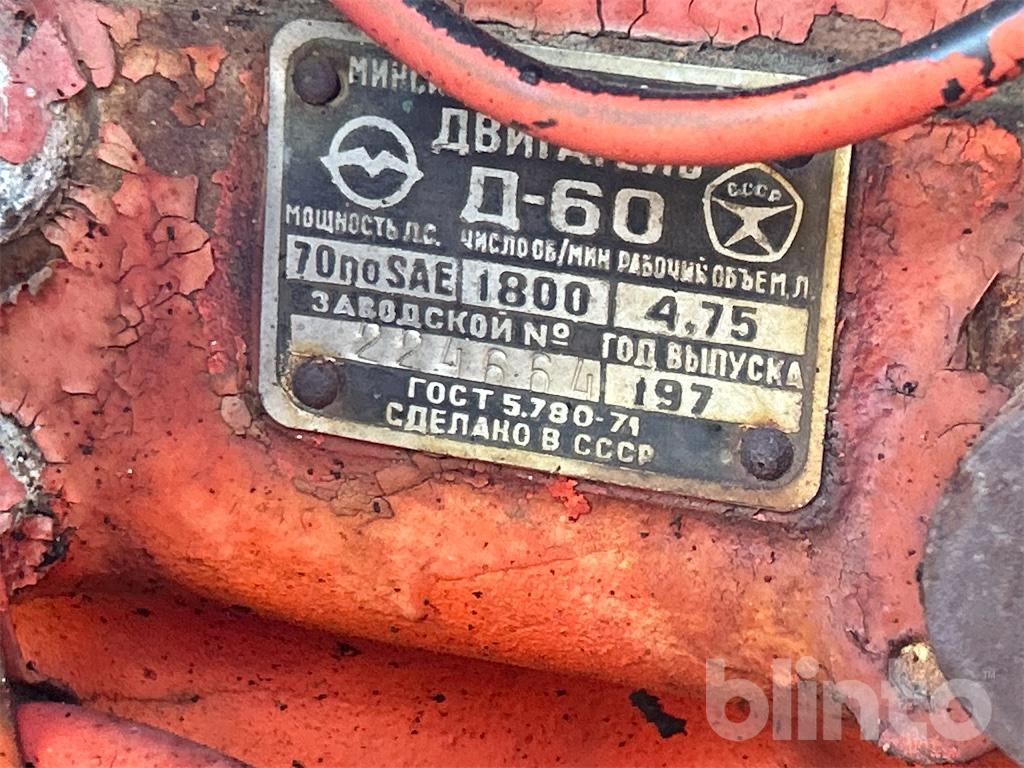 ДВИГАТЕЛЬ
Д-60
СССР
МОЩНОСТЬ Л.С. ЧИСЛО ОБ/МИН РАБОЧИЙ ОБЪЕМ, Л.
70 по SAE 1800 4,75
ЗАВОДСКОЙ № ГОД ВЫПУСКА
224664 197
ГОСТ 5.780-71
СДЕЛАНО В СССР
blinto™